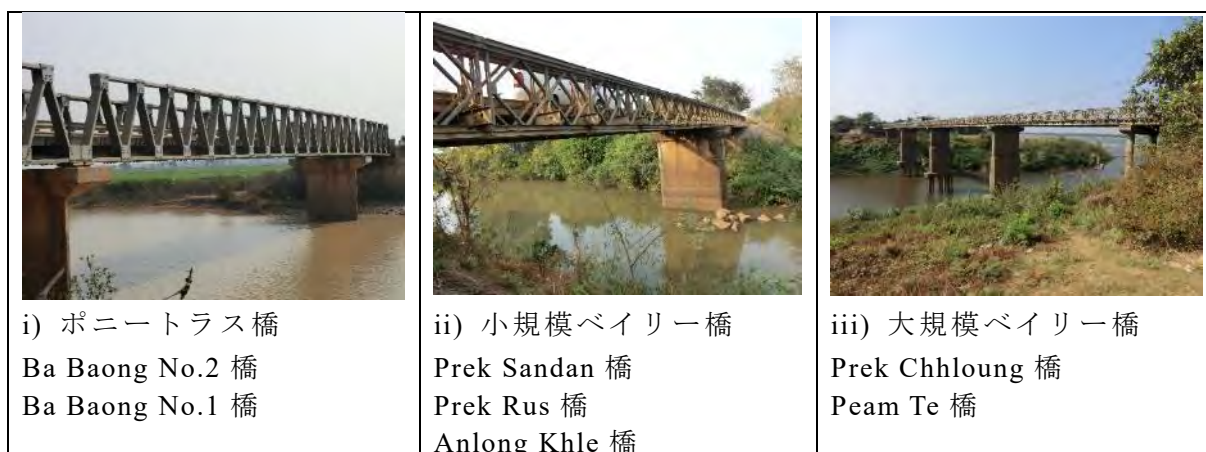 i) ポニートラス橋
Ba Baong No.2 橋
Ba Baong No.1 橋
ii) 小規模ベイリー橋
Prek Sandan 橋
Prek Rus 橋
Anlong Khle 橋
iii) 大規模ベイリー橋
Prek Chhloung 橋
Peam Te 橋